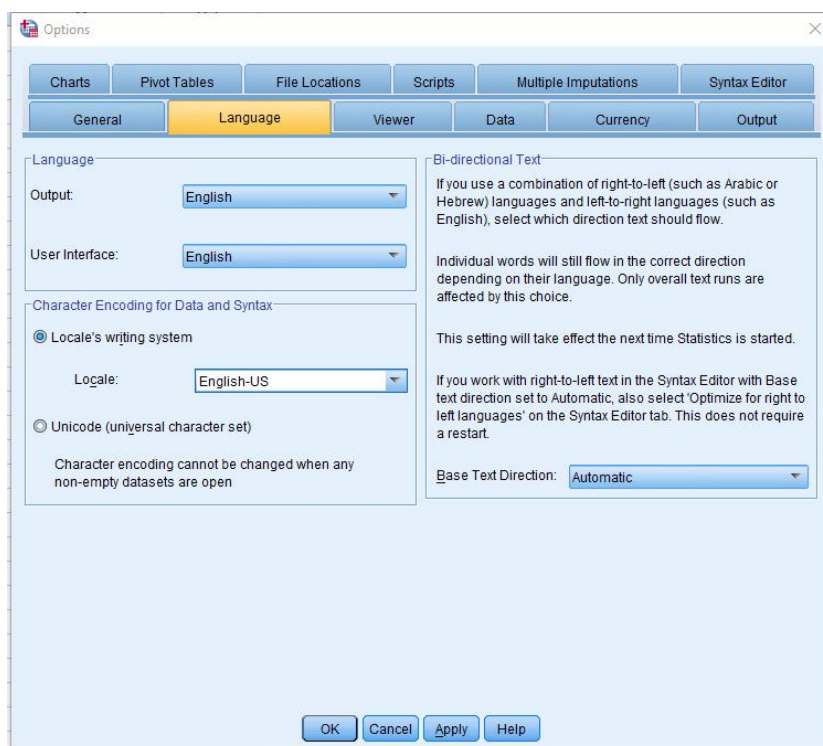 Options
Charts
Pivot Tables
File Locations
Scripts
Multiple Imputations
Syntax Editor
General
Language
Viewer
Data
Currency
Output
Language
Output:
English
User Interface:
English
Character Encoding for Data and Syntax
Locale's writing system
Locale:
English-US
Unicode (universal character set)
Character encoding cannot be changed when any
non-empty datasets are open
Bi-directional Text
If you use a combination of right-to-left (such as Arabic or
Hebrew) languages and left-to-right languages (such as
English), select which direction text should flow.
Individual words will still flow in the correct direction
depending on their language. Only overall text runs are
affected by this choice.
This setting will take effect the next time Statistics is started.
If you work with right-to-left text in the Syntax Editor with Base
text direction set to Automatic, also select 'Optimize for right to
left languages' on the Syntax Editor tab. This does not require
a restart.
Base Text Direction:
Automatic
OK
Cancel
Apply
Help